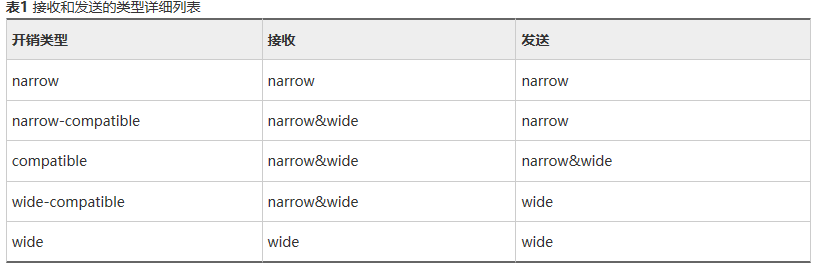 表1 接收和发送的类型详细列表
开销类型 接收 发送
narrow narrow narrow
narrow-compatible narrow&wide narrow
compatible narrow&wide narrow&wide
wide-compatible narrow&wide wide
wide wide wide